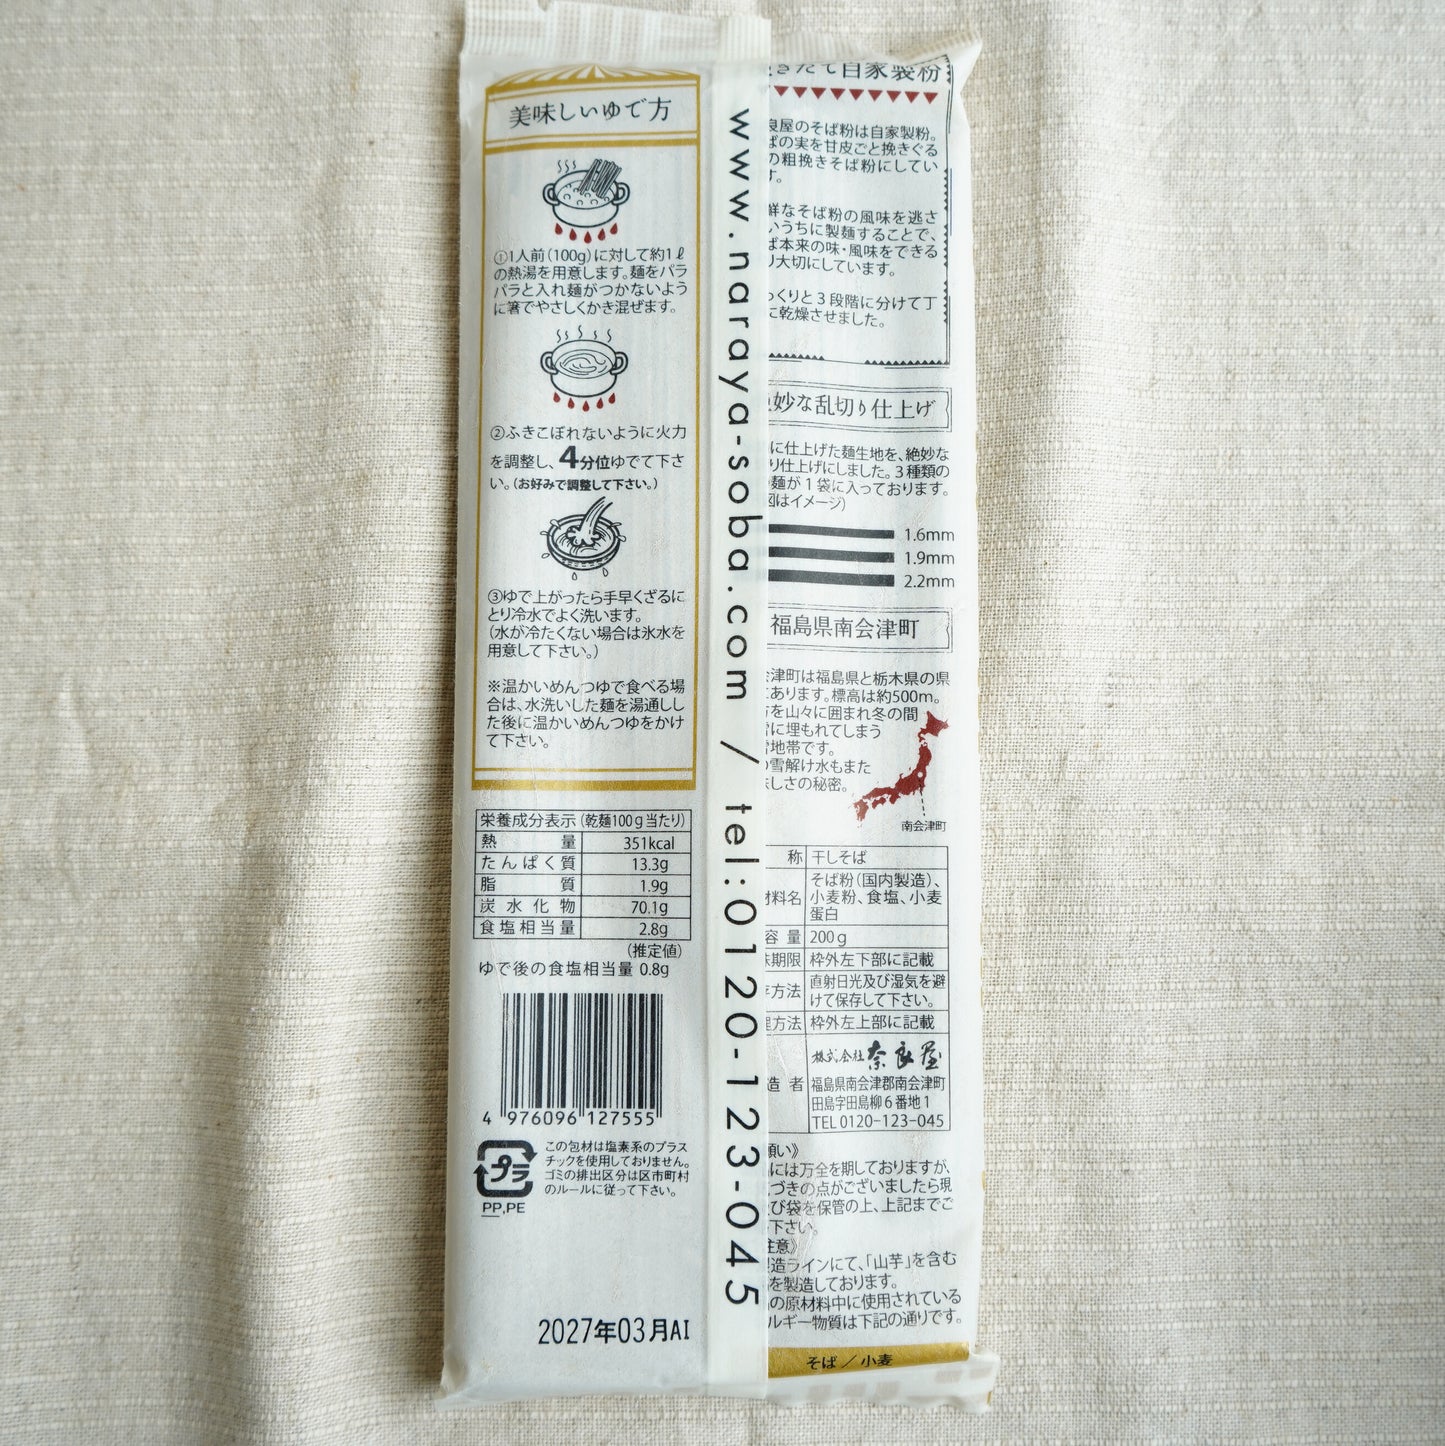 美味しいゆで方
①1人前(100g)に対して約1ℓ
の熱湯を用意します。麺をパラ
パラと入れ麺がつかないよう
に箸でやさしくかき混ぜます。
②ふきこぼれないように火力
を調整し、4分位ゆでて下さ
い。(お好みで調整して下さい。)
③ゆで上がったら手早くざるに
とり冷水でよく洗います。
(水が冷たくない場合は氷水を
用意して下さい。)
※温かいめんつゆで食べる場
合は、水洗いした麺を湯通しし
た後に温かいめんつゆをかけ
て下さい。
栄養成分表示(乾麺100g当たり)
熱量 351kcal
たんぱく質 13.3g
脂質 1.9g
炭水化物 70.1g
食塩相当量 2.8g
(推定値)
ゆで後の食塩相当量 0.8g
4 976096 127555
プラ
PP,PE
この包材は塩素系のプラス
チックを使用しておりません。
ゴミの排出区分は区市町村
のルールに従って下さい。
2027年03月AI
www.naraya-soba.com / tel:0120-123-045
きたて自家製粉
良屋のそば粉は自家製粉。
ばの実を甘皮ごと挽きぐる
の粗挽きそば粉にしてい
す。
鮮なそば粉の風味を逃さ
いうちに製麺することで、
ば本来の味・風味をできる
り大切にしています。
っくりと3段階に分けて丁
に乾燥させました。
妙な乱切り仕上げ
に仕上げた麺生地を、絶妙な
り仕上げにしました。3種類の
麺が1袋に入っております。
図はイメージ)
1.6mm
1.9mm
2.2mm
福島県南会津町
会津町は福島県と栃木県の県
にあります。標高は約500m。
方を山々に囲まれ冬の間
雪に埋もれてしまう
雪地帯です。
の雪解け水もまた
味しさの秘密。
南会津町
称 干しそば
材料名 そば粉(国内製造)、
小麦粉、食塩、小麦
蛋白
容量 200g
味期限 枠外左下部に記載
存方法 直射日光及び湿気を避
けて保存して下さい。
理方法 枠外左上部に記載
造者 株式会社奈良屋
福島県南会津郡南会津町
田島字田島柳6番地1
TEL 0120-123-045
願い》
には万全を期しておりますが、
づきの点がございましたら現
び袋を保管の上、上記までご
下さい。
注意》
造ラインにて、「山芋」を含む
を製造しております。
の原材料中に使用されている
ルギー物質は下記の通りです。
そば/小麦